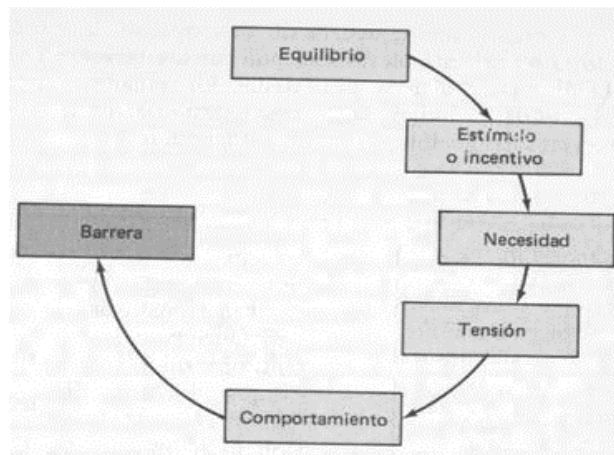 Equilibrio
Estímulo
o incentivo
Necesidad
Tensión
Comportamiento
Barrera